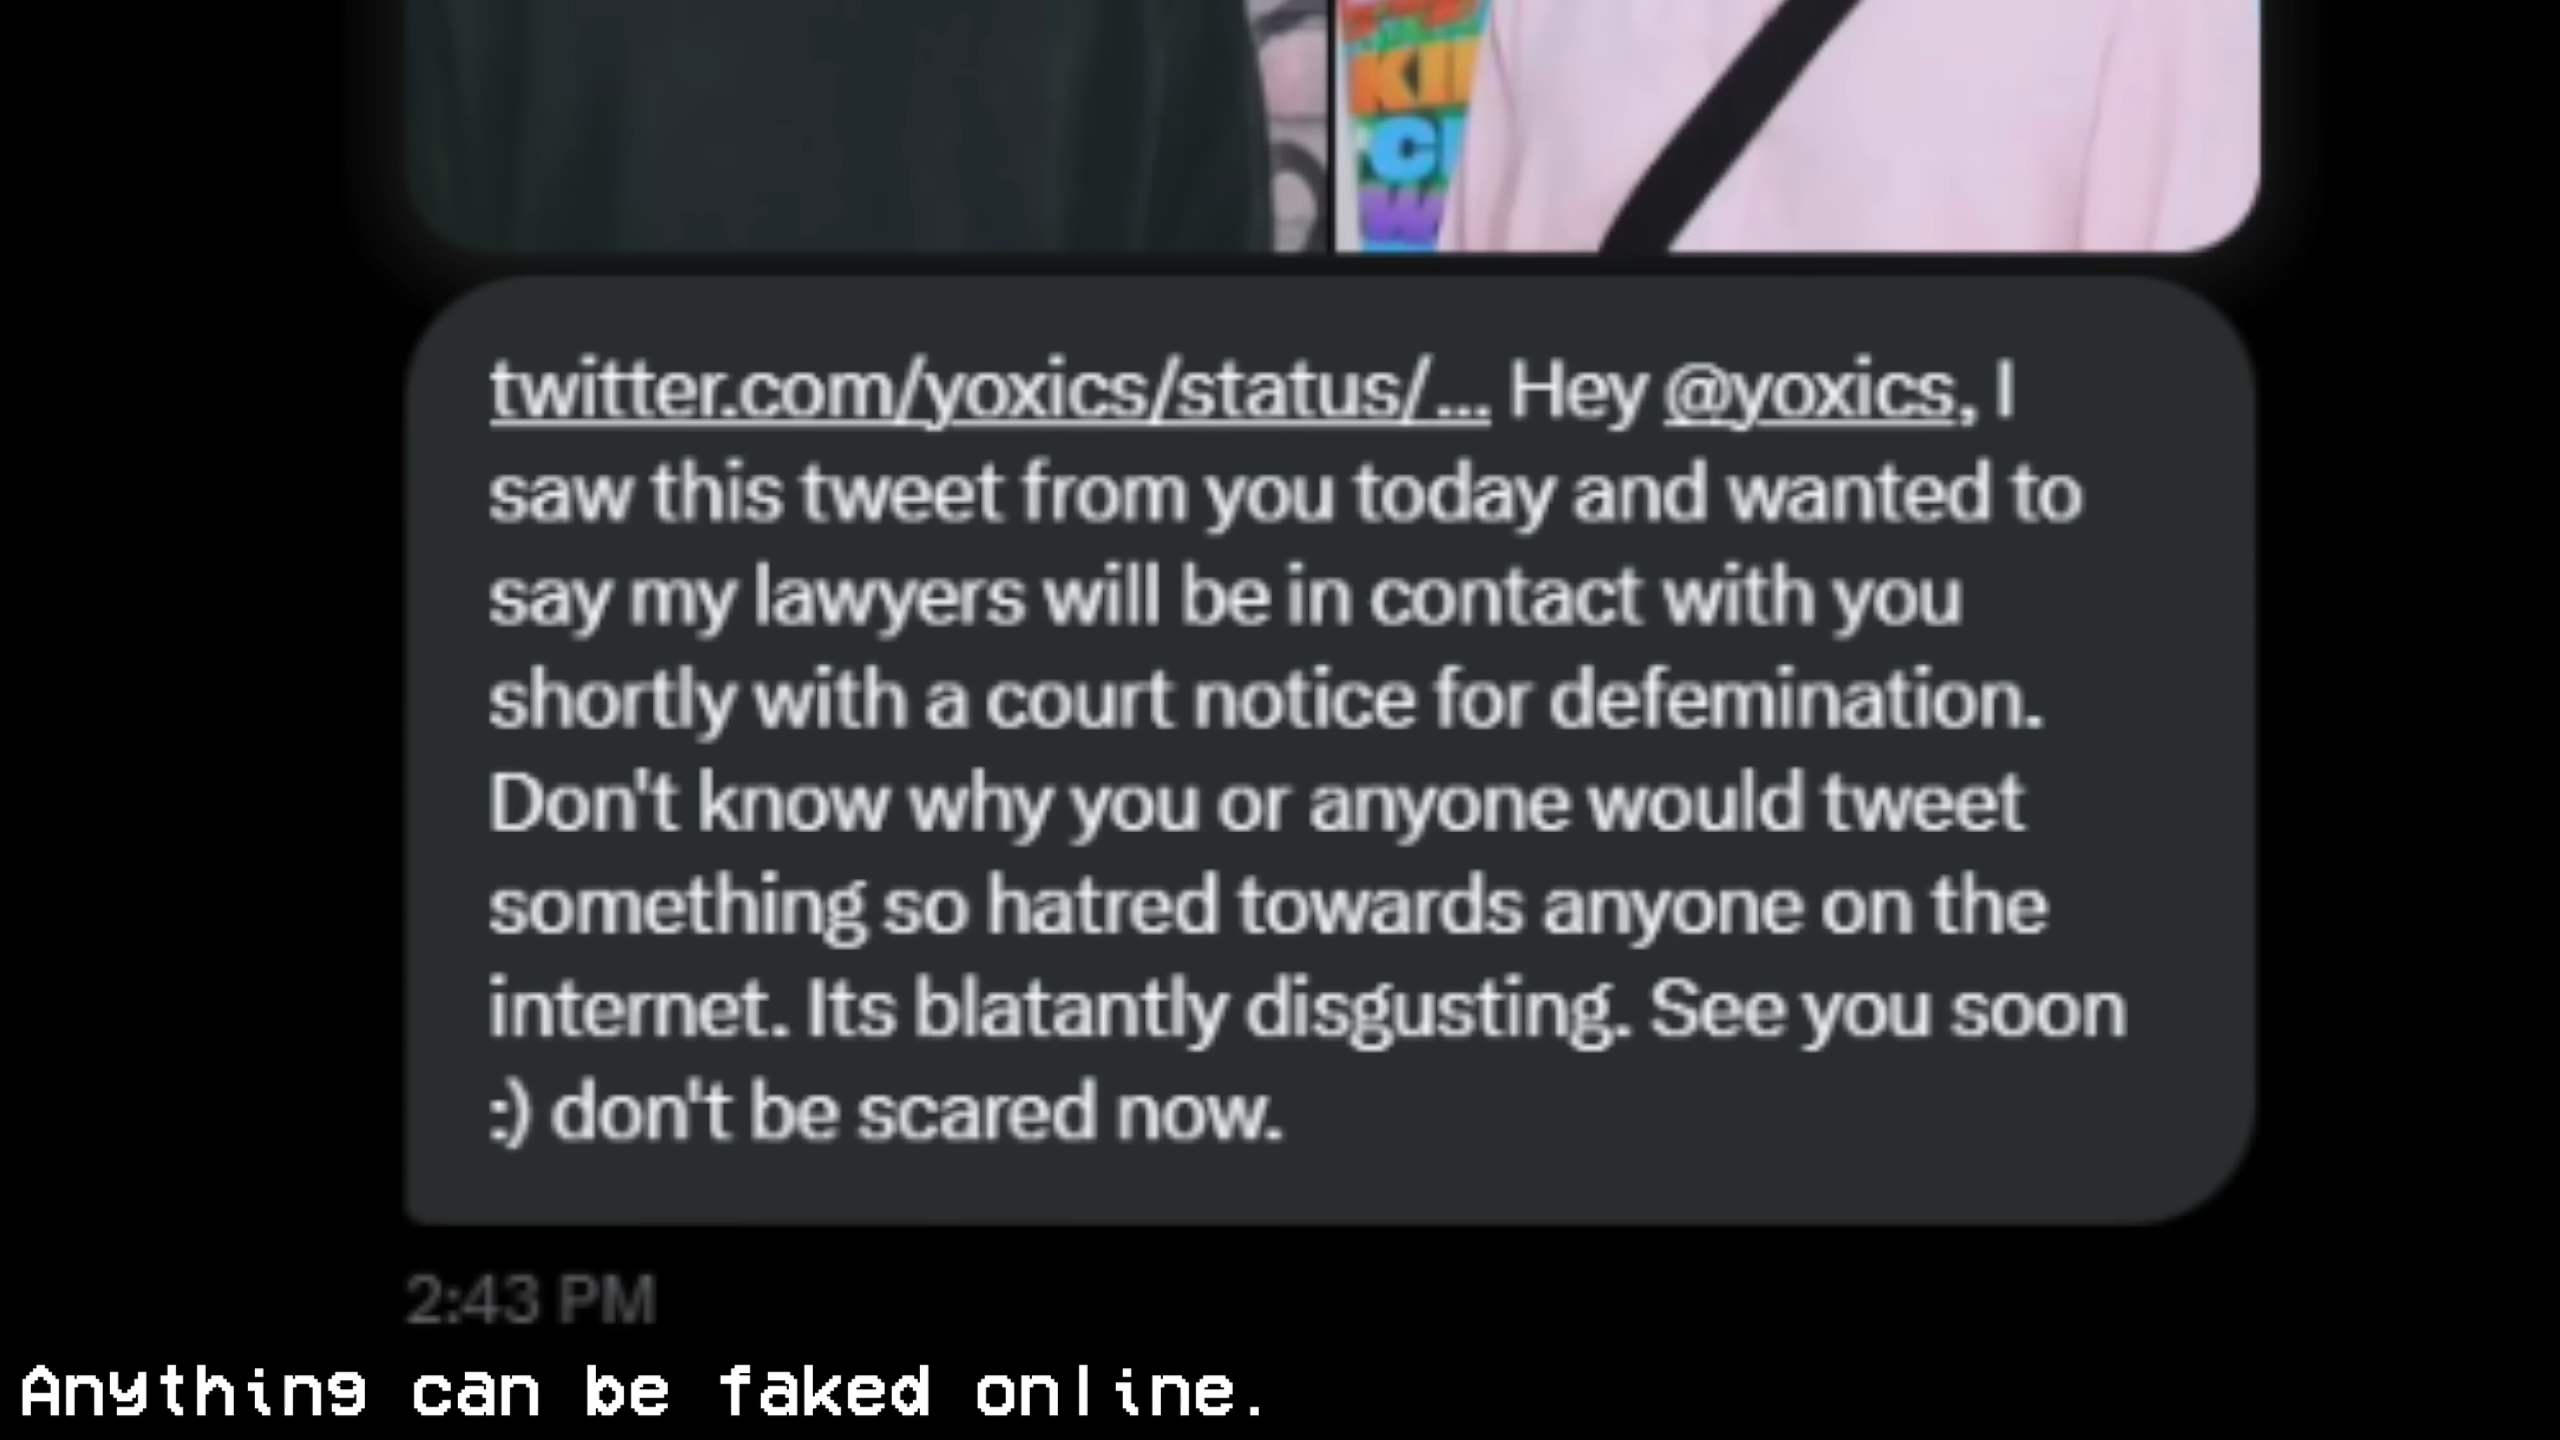 KI
C
W
twitter.com/yoxics/status/... Hey @yoxics, I
saw this tweet from you today and wanted to
say my lawyers will be in contact with you
shortly with a court notice for defemination.
Don't know why you or anyone would tweet
something so hatred towards anyone on the
internet. Its blatantly disgusting. See you soon
:) don't be scared now.
2:43 PM
Anything can be faked online.